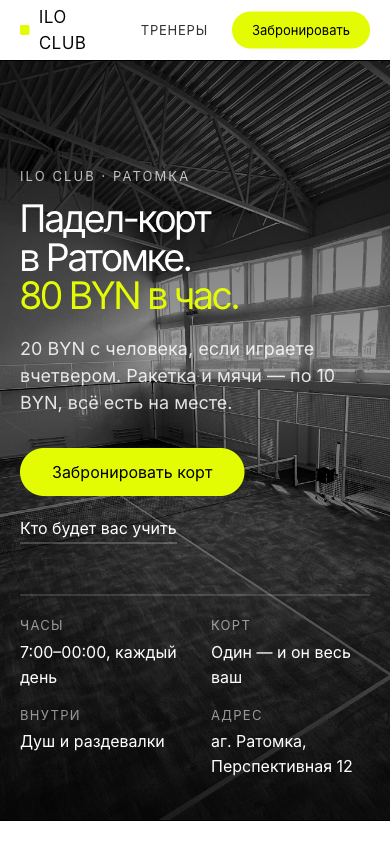 ILO
CLUB
ТРЕНЕРЫ
Забронировать
ILO CLUB · РАТОМКА
Падел-корт
в Ратомке.
80 BYN в час.
20 BYN с человека, если играете
вчетвером. Ракетка и мячи — по 10
BYN, всё есть на месте.
Забронировать корт
Кто будет вас учить
ЧАСЫ
7:00–00:00, каждый
день
КОРТ
Один — и он весь
ваш
ВНУТРИ
Душ и раздевалки
АДРЕС
аг. Ратомка,
Перспективная 12